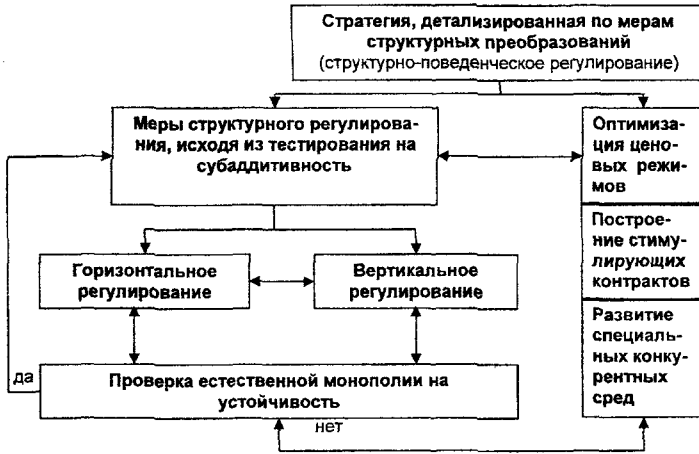 Стратегия, детализированная по мерам
структурных преобразований
(структурно-поведенческое регулирование)
Меры структурного регулирова-
ния, исходя из тестирования на
субаддитивность
Оптимиза-
ция цено-
вых режи-
мов
Построе-
ние стиму-
лирующих
контрактов
Развитие
специаль-
ных конку-
рентных
сред
Горизонтальное
регулирование
Вертикальное
регулирование
да
Проверка естественной монополии на
устойчивость
нет